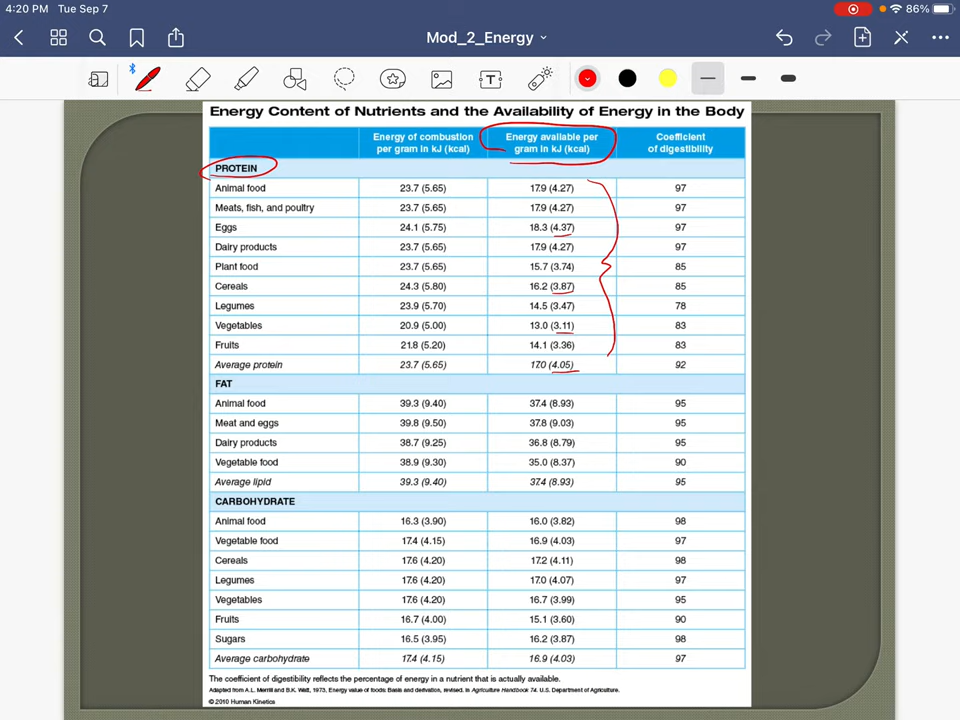 4:20 PM Tue Sep 7 86%
Mod_2_Energy
T
Energy Content of Nutrients and the Availability of Energy in the Body
Energy of combustion per gram in kJ (kcal) Energy available per gram in kJ (kcal) Coefficient of digestibility
PROTEIN
Animal food 23.7 (5.65) 17.9 (4.27) 97
Meats, fish, and poultry 23.7 (5.65) 17.9 (4.27) 97
Eggs 24.1 (5.75) 18.3 (4.37) 97
Dairy products 23.7 (5.65) 17.9 (4.27) 97
Plant food 23.7 (5.65) 15.7 (3.74) 85
Cereals 24.3 (5.80) 16.2 (3.87) 85
Legumes 23.9 (5.70) 14.5 (3.47) 78
Vegetables 20.9 (5.00) 13.0 (3.11) 83
Fruits 21.8 (5.20) 14.1 (3.36) 83
Average protein 23.7 (5.65) 17.0 (4.05) 92
FAT
Animal food 39.3 (9.40) 37.4 (8.93) 95
Meat and eggs 39.8 (9.50) 37.8 (9.03) 95
Dairy products 38.7 (9.25) 36.8 (8.79) 95
Vegetable food 38.9 (9.30) 35.0 (8.37) 90
Average lipid 39.3 (9.40) 37.4 (8.93) 95
CARBOHYDRATE
Animal food 16.3 (3.90) 16.0 (3.82) 98
Vegetable food 17.4 (4.15) 16.9 (4.03) 97
Cereals 17.6 (4.20) 17.2 (4.11) 98
Legumes 17.6 (4.20) 17.0 (4.07) 97
Vegetables 17.6 (4.20) 16.7 (3.99) 95
Fruits 16.7 (4.00) 15.1 (3.60) 90
Sugars 16.5 (3.95) 16.2 (3.87) 98
Average carbohydrate 17.4 (4.15) 16.9 (4.03) 97
The coefficient of digestibility reflects the percentage of energy in a nutrient that is actually available.
Adapted from A.L. Merrill and B.K. Watt, 1973, Energy value of foods: Basis and derivation, revised. In Agriculture Handbook 74. U.S. Department of Agriculture.
© 2010 Human Kinetics